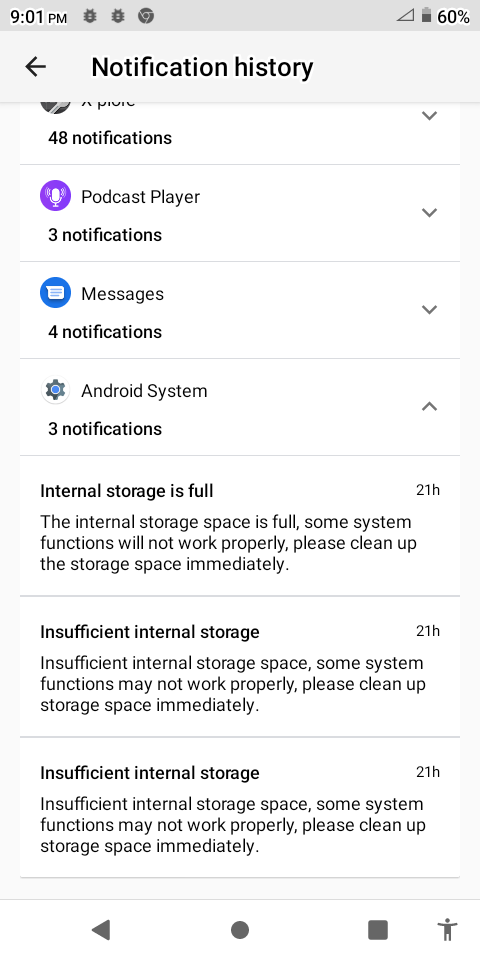 9:01 PM
60%
Notification history
X-plore
48 notifications
Podcast Player
3 notifications
Messages
4 notifications
Android System
3 notifications
Internal storage is full
21h
The internal storage space is full, some system
functions will not work properly, please clean up
the storage space immediately.
Insufficient internal storage
21h
Insufficient internal storage space, some system
functions may not work properly, please clean up
storage space immediately.
Insufficient internal storage
21h
Insufficient internal storage space, some system
functions may not work properly, please clean up
storage space immediately.